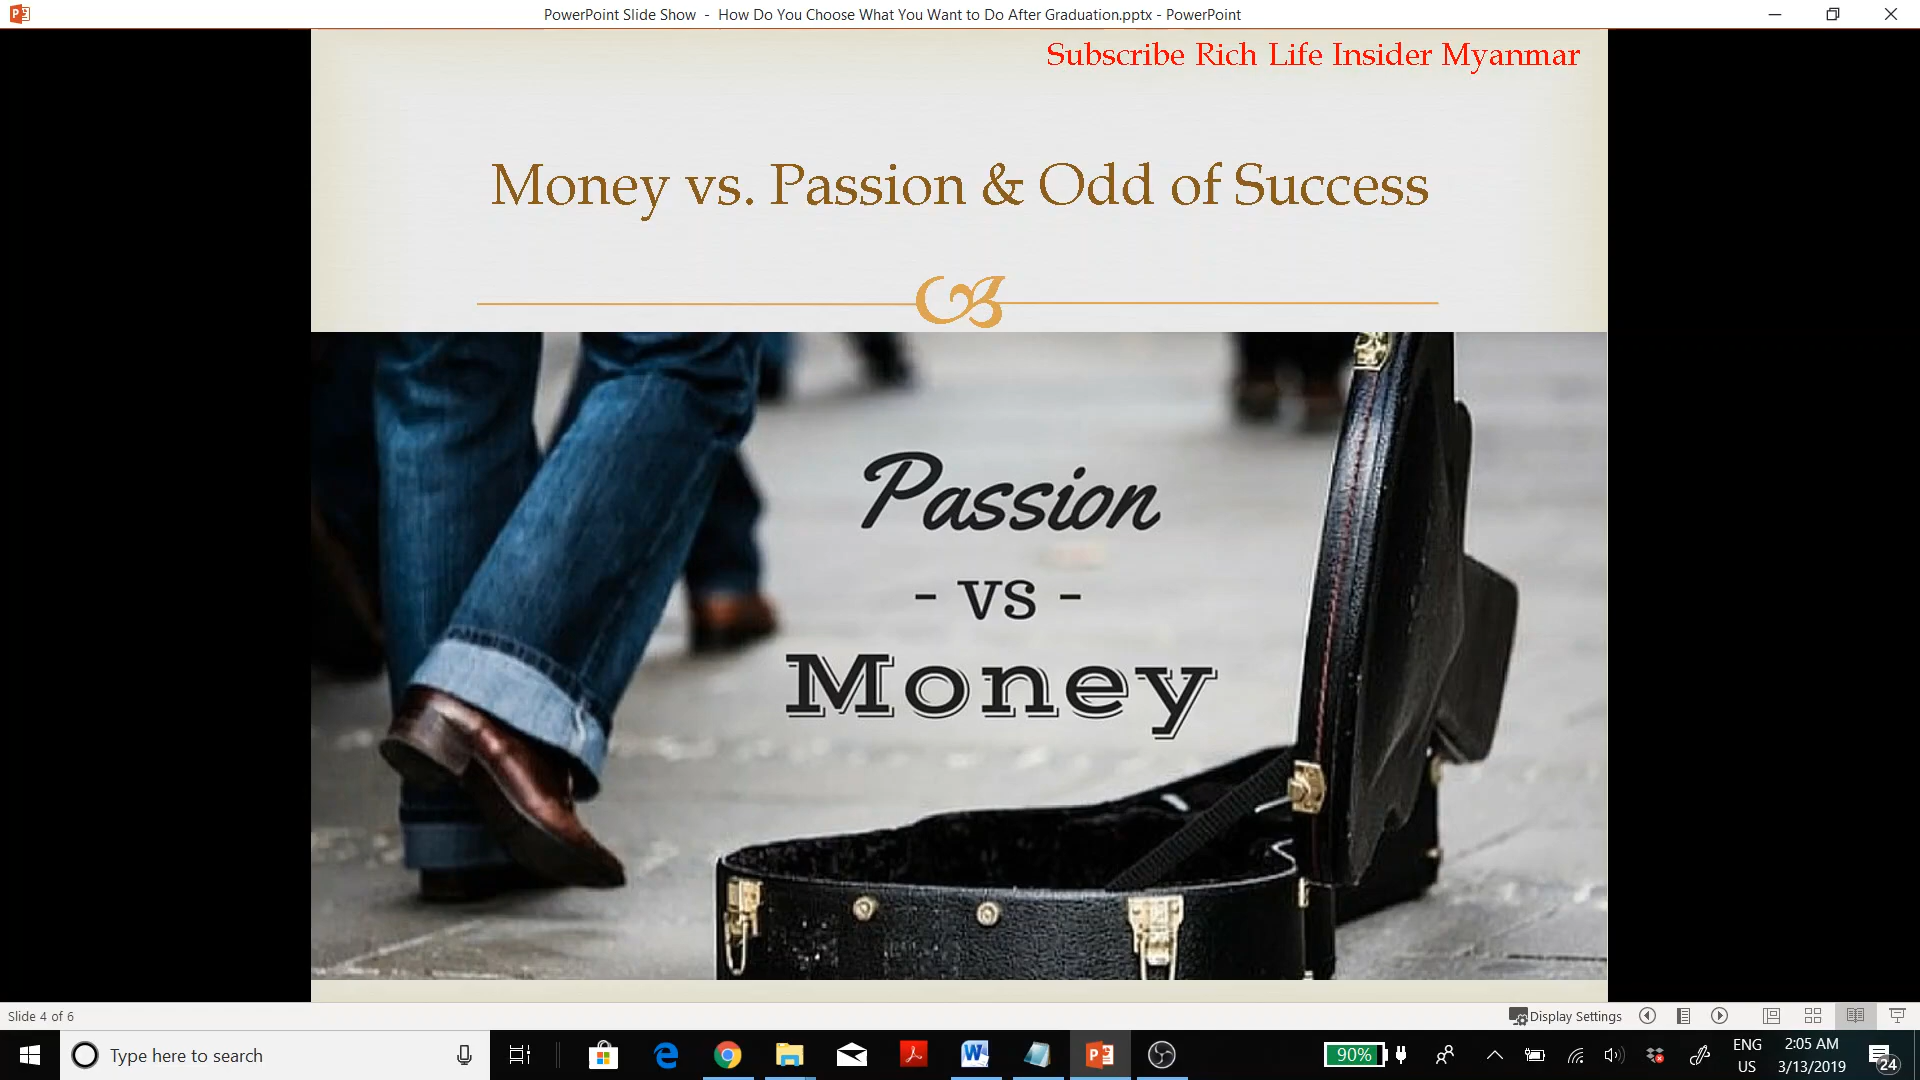 PowerPoint Slide Show - How Do You Choose What You Want to Do After Graduation.pptx - PowerPoint
Subscribe Rich Life Insider Myanmar
Money vs. Passion & Odd of Success
Passion
- vs -
Money
Slide 4 of 6
Display Settings
Type here to search
90%
ENG
US
2:05 AM
3/13/2019
24